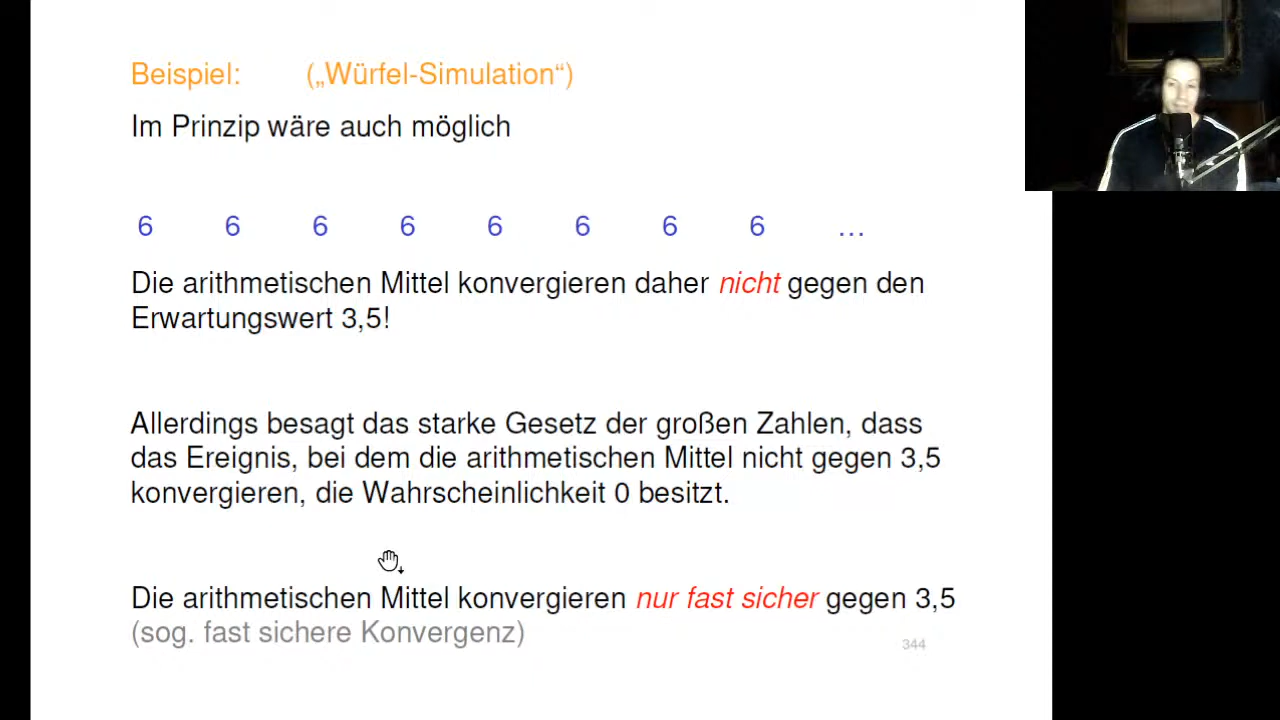 Beispiel: („Würfel-Simulation“)
Im Prinzip wäre auch möglich
6 6 6 6 6 6 6 6 …
Die arithmetischen Mittel konvergieren daher nicht gegen den
Erwartungswert 3,5!
Allerdings besagt das starke Gesetz der großen Zahlen, dass
das Ereignis, bei dem die arithmetischen Mittel nicht gegen 3,5
konvergieren, die Wahrscheinlichkeit 0 besitzt.
Die arithmetischen Mittel konvergieren nur fast sicher gegen 3,5
(sog. fast sichere Konvergenz)
344